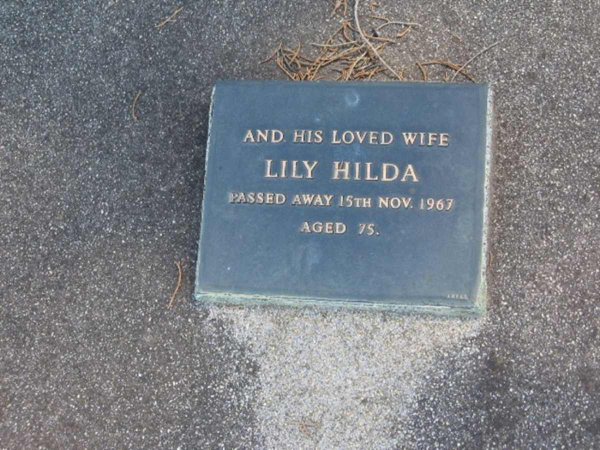 AND HIS LOVED WIFE
LILY HILDA
PASSED AWAY 15TH NOV. 1967
AGED 75.